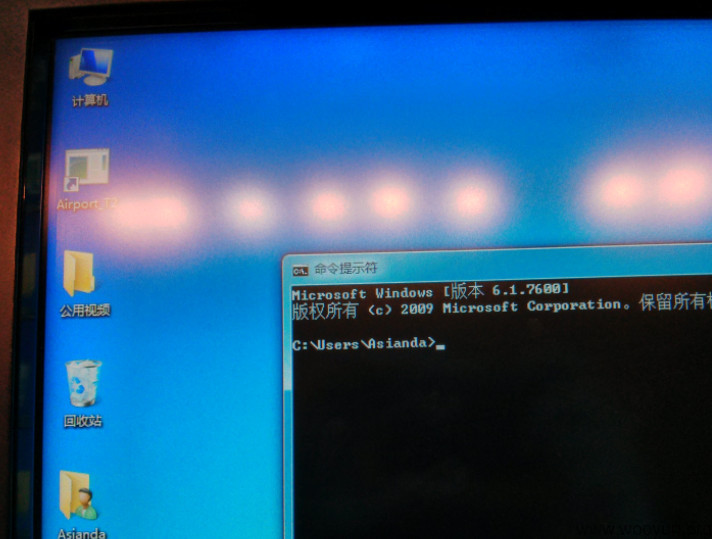 计算机
Airport_T
公用视频
回收站
Asianda
命令提示符
Microsoft Windows [版本 6.1.7600]
版权所有 (c) 2009 Microsoft Corporation。保留所有
C:\Users\Asianda>_